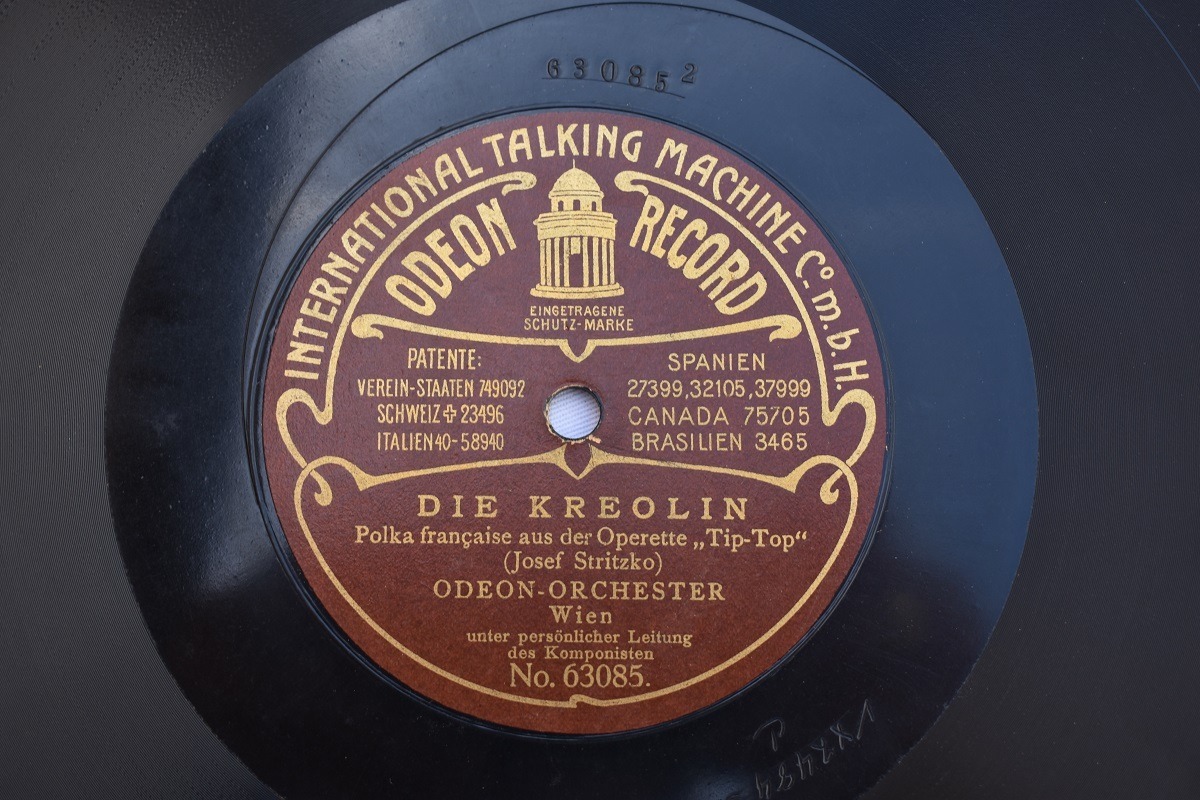 63085 2
INTERNATIONAL TALKING MACHINE Co. m.b.H.
ODEON RECORD
EINGETRAGENE
SCHUTZ-MARKE
PATENTE:
VEREIN-STAATEN 749092
SCHWEIZ 23496
ITALIEN 40-58940
SPANIEN
27399, 32105, 37999
CANADA 75705
BRASILIEN 3465
DIE KREOLIN
Polka française aus der Operette „Tip-Top“
(Josef Stritzko)
ODEON-ORCHESTER
Wien
unter persönlicher Leitung
des Komponisten
No. 63085.